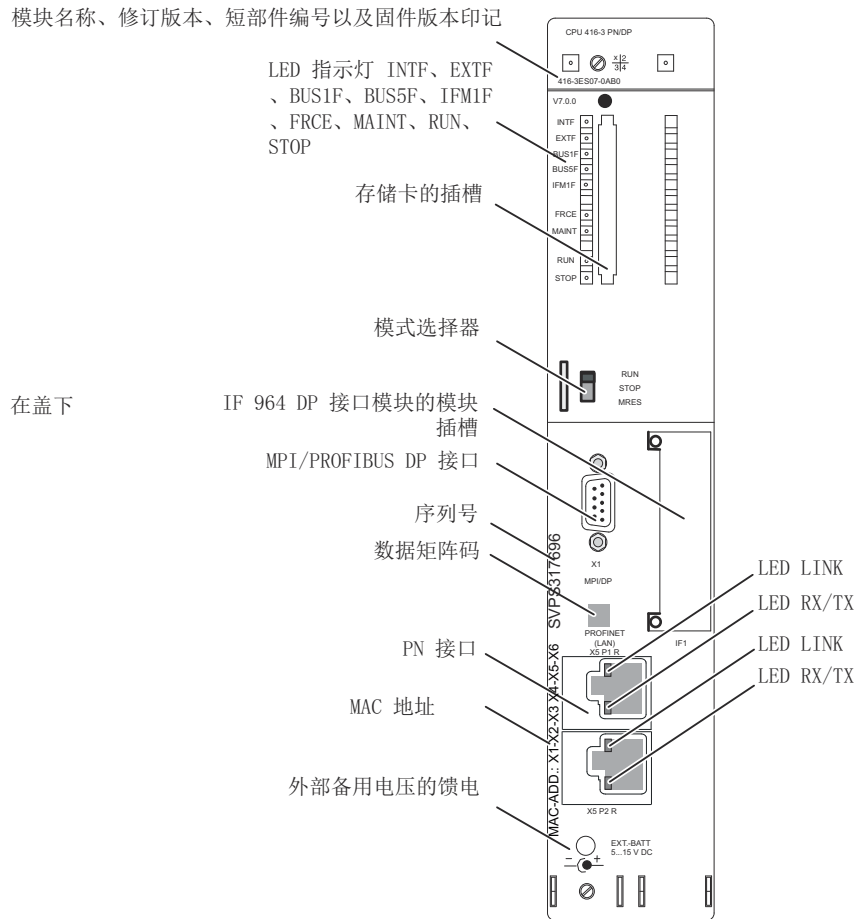 模块名称、修订版本、短部件编号以及固件版本印记
CPU 416-3 PN/DP
X 2
3 4
416-3ES07-0AB0
LED 指示灯 INTF、EXTF
、BUS1F、BUS5F、IFM1F
、FRCE、MAINT、RUN、
STOP
V7.0.0
INTF
EXTF
BUS1F
BUS5F
IFM1F
FRCE
MAINT
RUN
STOP
存储卡的插槽
模式选择器
RUN
STOP
MRES
在盖下
IF 964 DP 接口模块的模块
插槽
MPI/PROFIBUS DP 接口
序列号
数据矩阵码
X1
MPI/DP
SVPS317696
PROFINET
(LAN)
X5 P1 R
IF1
LED LINK
LED RX/TX
LED LINK
LED RX/TX
PN 接口
MAC 地址
MAC-ADD.: X1-X2-X3 X4-X5-X6
X5 P2 R
外部备用电压的馈电
EXT.-BATT
5...15 V DC
− +